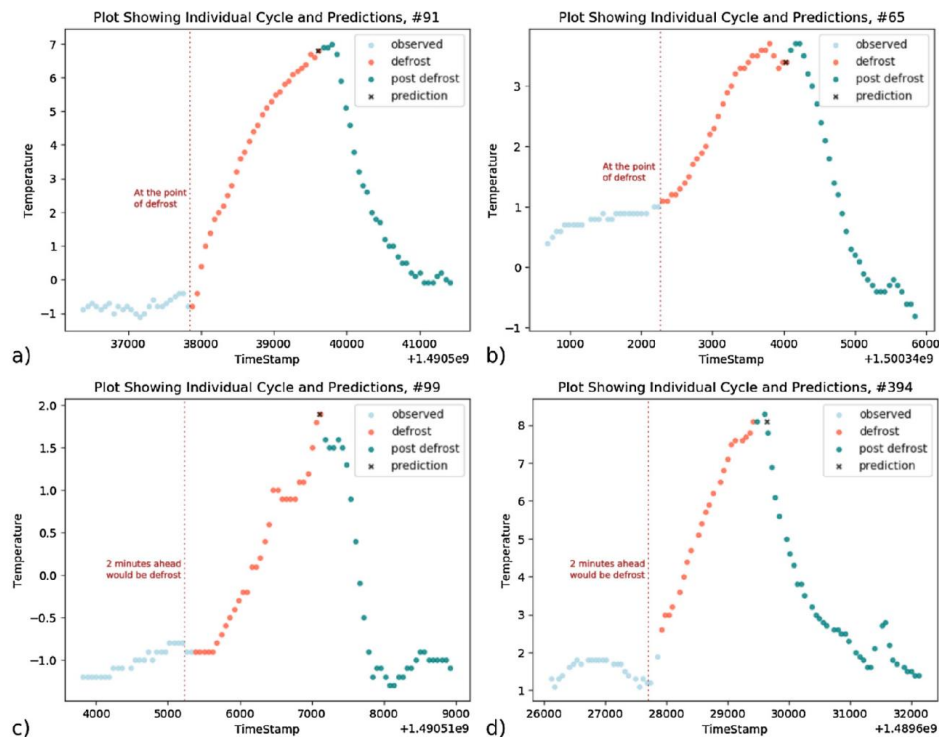 Plot Showing Individual Cycle and Predictions, #91
7
6
5
4
3
2
1
0
−1
Temperature
observed
defrost
post defrost
prediction
At the point
of defrost
37000 38000 39000 40000 41000
TimeStamp
+1.4905e9
a)
Plot Showing Individual Cycle and Predictions, #65
3
2
1
0
−1
Temperature
observed
defrost
post defrost
prediction
At the point
of defrost
1000 2000 3000 4000 5000 6000
TimeStamp
+1.50034e9
b)
Plot Showing Individual Cycle and Predictions, #99
2.0
1.5
1.0
0.5
0.0
−0.5
−1.0
Temperature
observed
defrost
post defrost
prediction
2 minutes ahead
would be defrost
4000 5000 6000 7000 8000 9000
TimeStamp
+1.49051e9
c)
Plot Showing Individual Cycle and Predictions, #394
8
7
6
5
4
3
2
1
Temperature
observed
defrost
post defrost
prediction
2 minutes ahead
would be defrost
26000 27000 28000 29000 30000 31000 32000
TimeStamp
+1.4896e9
d)